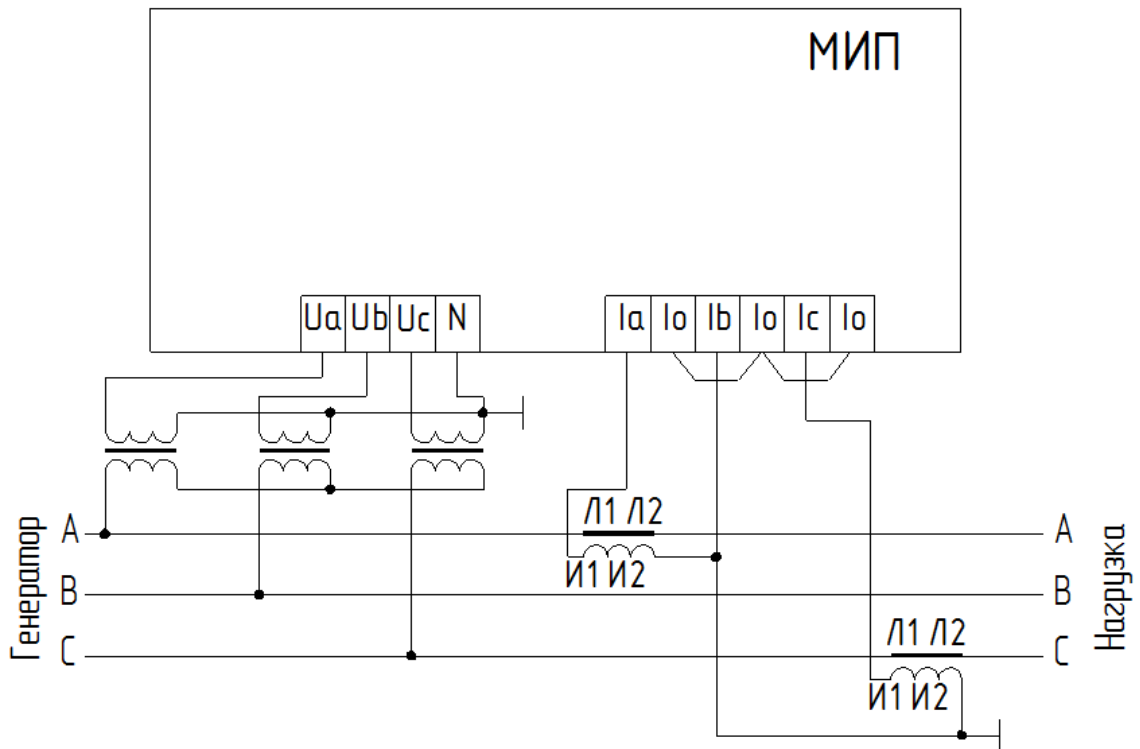 МИП
Ua Ub Uc N
Ia Io Ib Io Ic Io
Генератор
A
B
C
Л1 Л2
И1 И2
Л1 Л2
И1 И2
A
B
C
Нагрузка